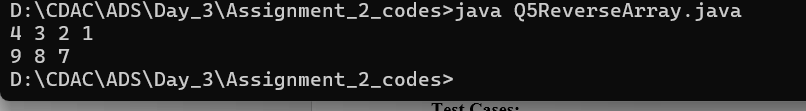 D:\CDAC\ADS\Day_3\Assignment_2_codes>java Q5ReverseArray.java
4 3 2 1
9 8 7
D:\CDAC\ADS\Day_3\Assignment_2_codes>
Test Cases: